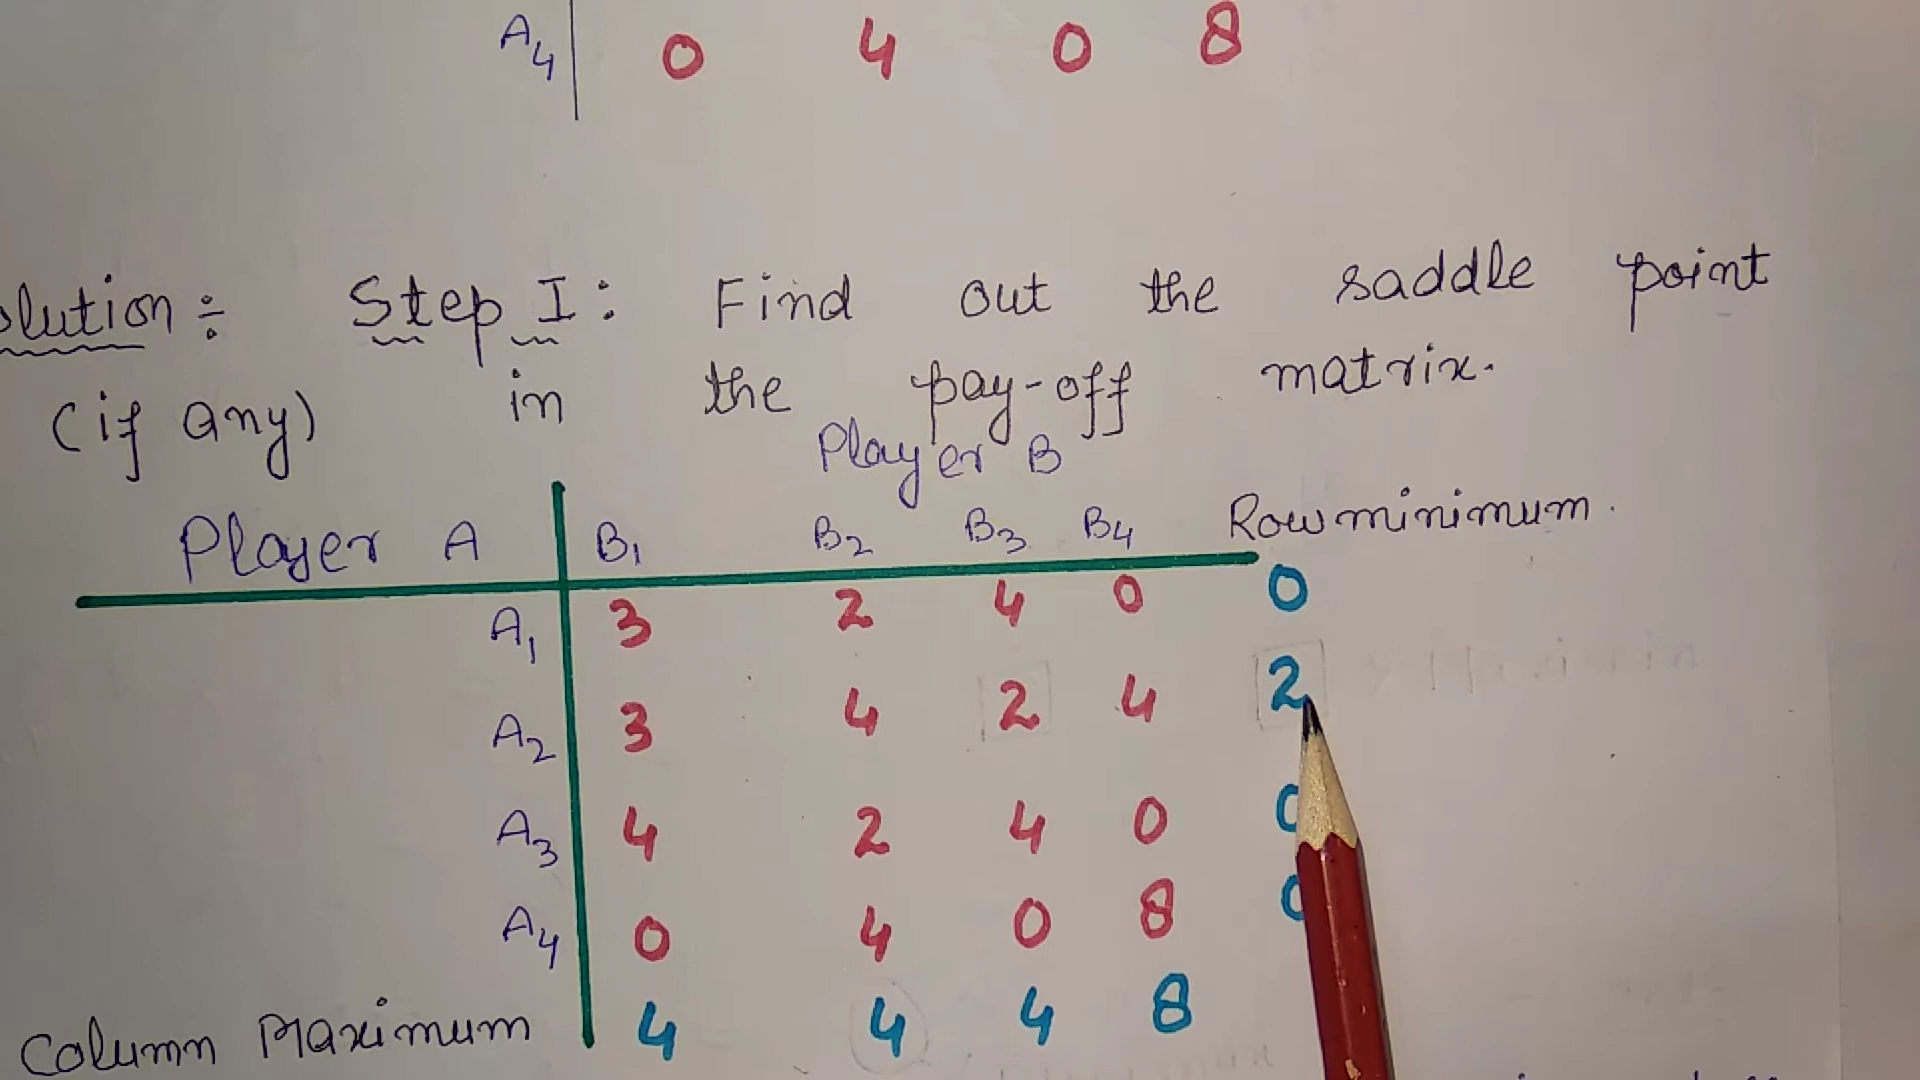 A4 0 4 0 8
olution÷ Step I: Find out the saddle point
(if any) in the pay-off matrix.
Player B
Player A B1 B2 B3 B4 Row minimum.
A1 3 2 4 0 0
A2 3 4 2 4 2
A3 4 2 4 0 0
A4 0 4 0 8 0
Column Maximum 4 4 4 8